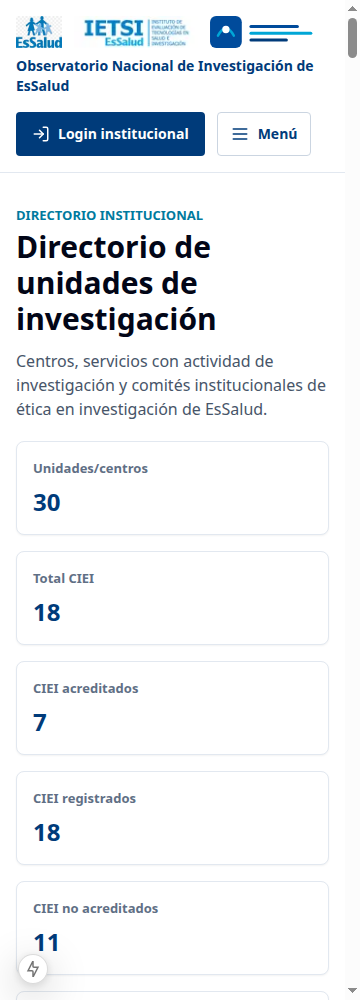 EsSalud
IETSI
EsSalud
INSTITUTO DE
EVALUACIÓN DE
TECNOLOGÍAS EN
SALUD E
INVESTIGACIÓN
Observatorio Nacional de Investigación de
EsSalud
Login institucional
Menú
DIRECTORIO INSTITUCIONAL
Directorio de
unidades de
investigación
Centros, servicios con actividad de
investigación y comités institucionales de
ética en investigación de EsSalud.
Unidades/centros
30
Total CIEI
18
CIEI acreditados
7
CIEI registrados
18
CIEI no acreditados
11